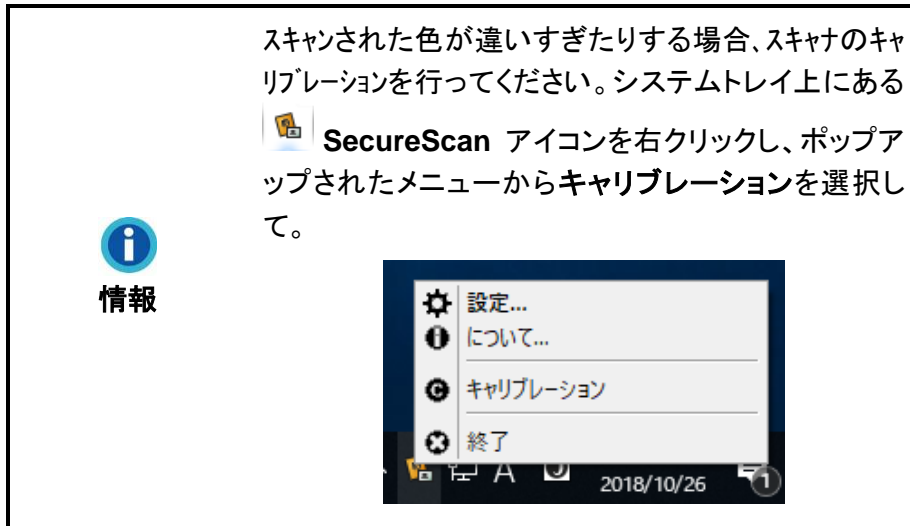 スキャンされた色が違いすぎたりする場合、スキャナのキャ
リブレーションを行ってください。システムトレイ上にある
SecureScan アイコンを右クリックし、ポップア
ップされたメニューからキャリブレーションを選択し
て。
情報
設定...
について...
キャリブレーション
終了
A
2018/10/26
1